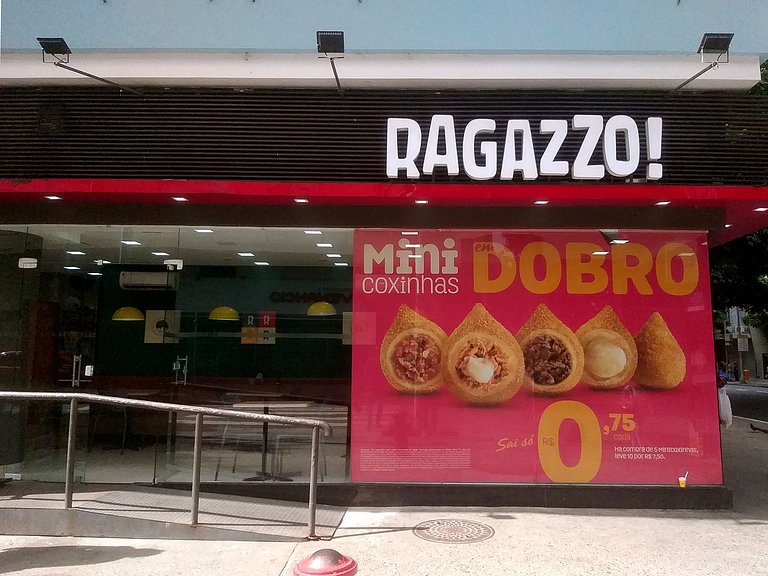 RAGAZZO!
Mini
coxinhas
em
DOBRO
Sai só
R$
0,75
cada
Na compra de 5 minicoxinhas,
leve 10 por R$ 7,50.